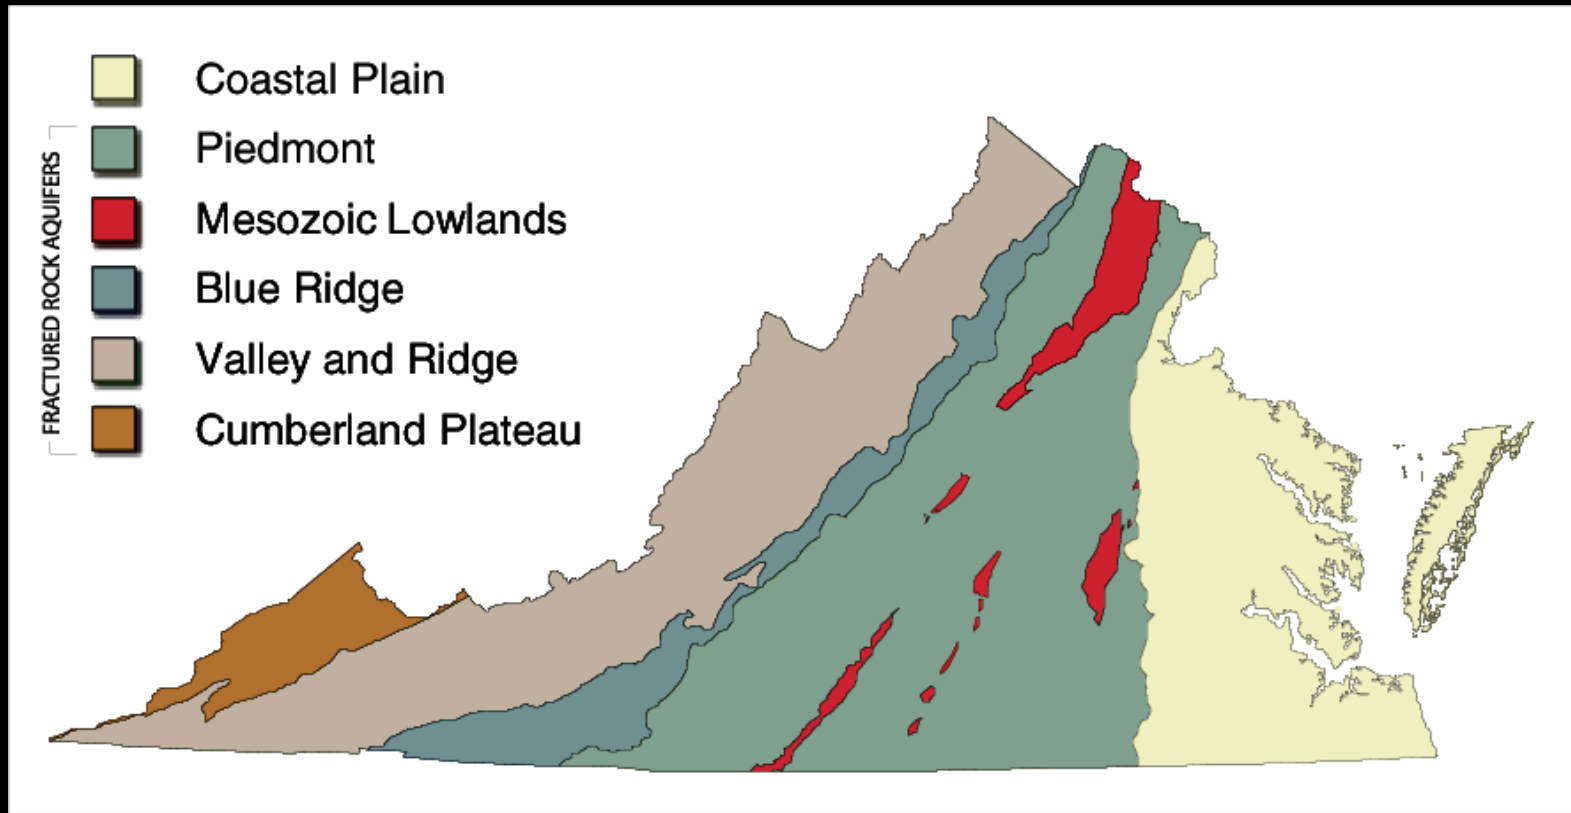 Coastal Plain
Piedmont
Mesozoic Lowlands
Blue Ridge
Valley and Ridge
Cumberland Plateau
FRACTURED ROCK AQUIFERS